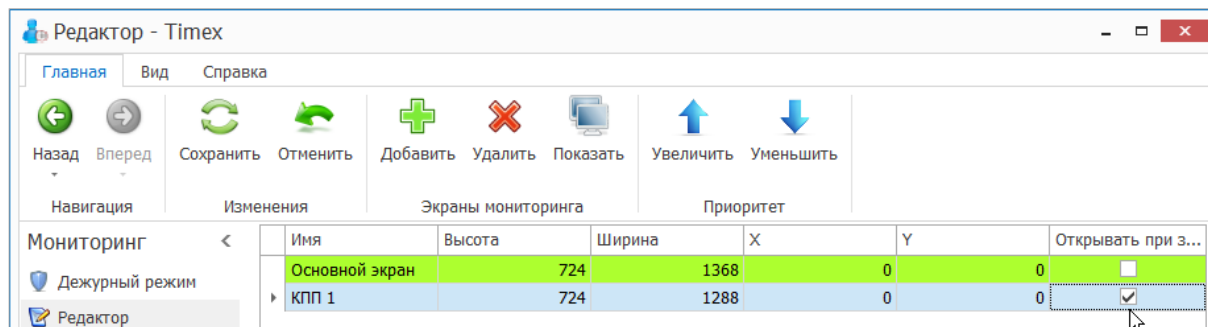 Редактор - Timex
Главная Вид Справка
Назад Вперед Сохранить Отменить Добавить Удалить Показать Увеличить Уменьшить
Навигация Изменения Экраны мониторинга Приоритет
Мониторинг Имя Высота Ширина X Y Открывать при з...
Основной экран 724 1368 0 0
Дежурный режим
КПП 1 724 1288 0 0
Редактор